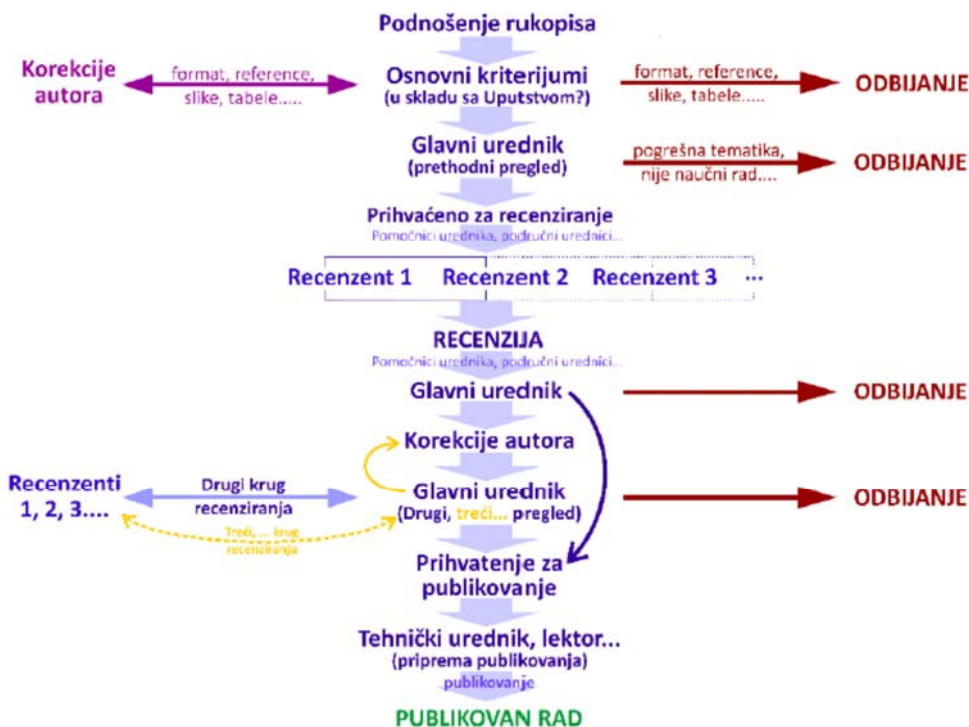 Podnošenje rukopisa
Korekcije
autora
format, reference,
slike, tabele.....
Osnovni kriterijumi
(u skladu sa Uputstvom?)
format, reference,
slike, tabele.....
ODBIJANJE
Glavni urednik
(prethodni pregled)
pogrešna tematika,
nije naučni rad....
ODBIJANJE
Prihvaćeno za recenziranje
Pomoćnici urednika, područni urednici...
Recenzent 1 Recenzent 2 Recenzent 3 ...
RECENZIJA
Pomoćnici urednika, područni urednici...
Glavni urednik
ODBIJANJE
Korekcije autora
Recenzenti
1, 2, 3....
Drugi krug
recenziranja
Treći, ... krug
recenziranja
Glavni urednik
(Drugi, treći... pregled)
ODBIJANJE
Prihvatenje za
publikovanje
Tehnički urednik, lektor...
(priprema publikovanja)
publikovanje
PUBLIKOVAN RAD